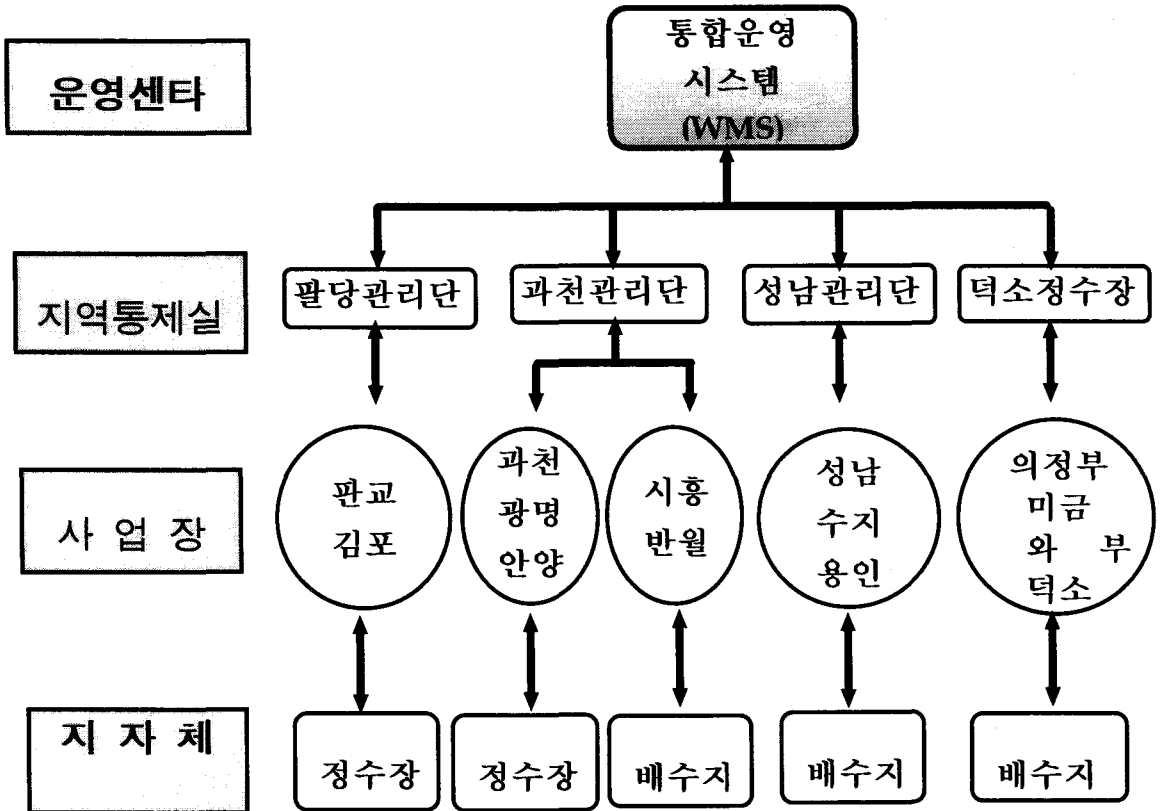 운영센타
통합운영
시스템
(WMS)
지역통제실
팔당관리단
과천관리단
성남관리단
덕소정수장
사 업 장
판교
김포
과천
광명
안양
시흥
반월
성남
수지
용인
의정부
미금
와 부
덕소
지 자 체
정수장
정수장
배수지
배수지
배수지